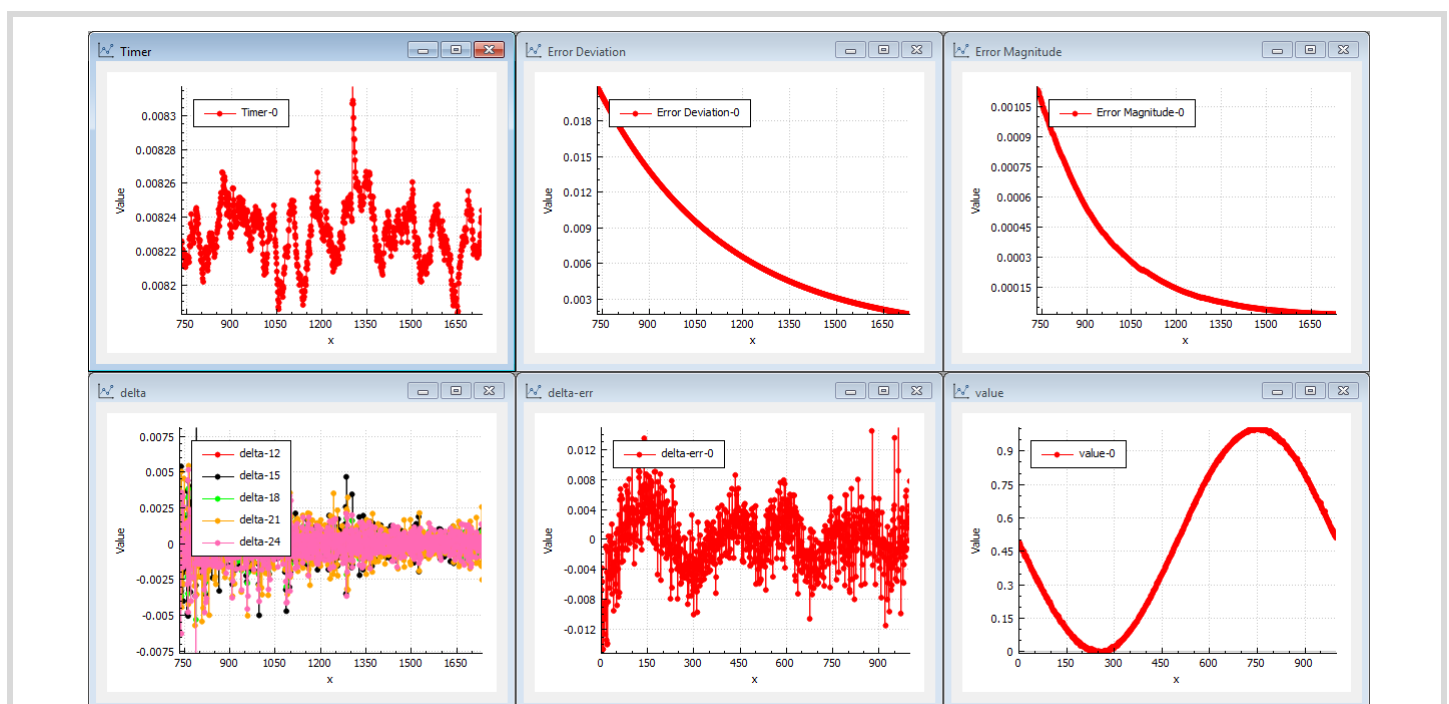 Timer
Error Deviation
Error Magnitude
Timer-0
0.0083
0.00828
0.00826
0.00824
0.00822
0.0082
Value
750 900 1050 1200 1350 1500 1650
x
Error Deviation-0
0.018
0.015
0.012
0.009
0.006
0.003
Value
750 900 1050 1200 1350 1500 1650
x
Error Magnitude-0
0.00105
0.0009
0.00075
0.0006
0.00045
0.0003
0.00015
Value
750 900 1050 1200 1350 1500 1650
x
delta
delta-err
value
0.0075
0.005
0.0025
0
-0.0025
-0.005
-0.0075
Value
delta-12
delta-15
delta-18
delta-21
delta-24
750 900 1050 1200 1350 1500 1650
x
delta-err-0
0.012
0.008
0.004
0
-0.004
-0.008
-0.012
Value
0 150 300 450 600 750 900
x
value-0
0.9
0.75
0.6
0.45
0.3
0.15
0
Value
0 150 300 450 600 750 900
x